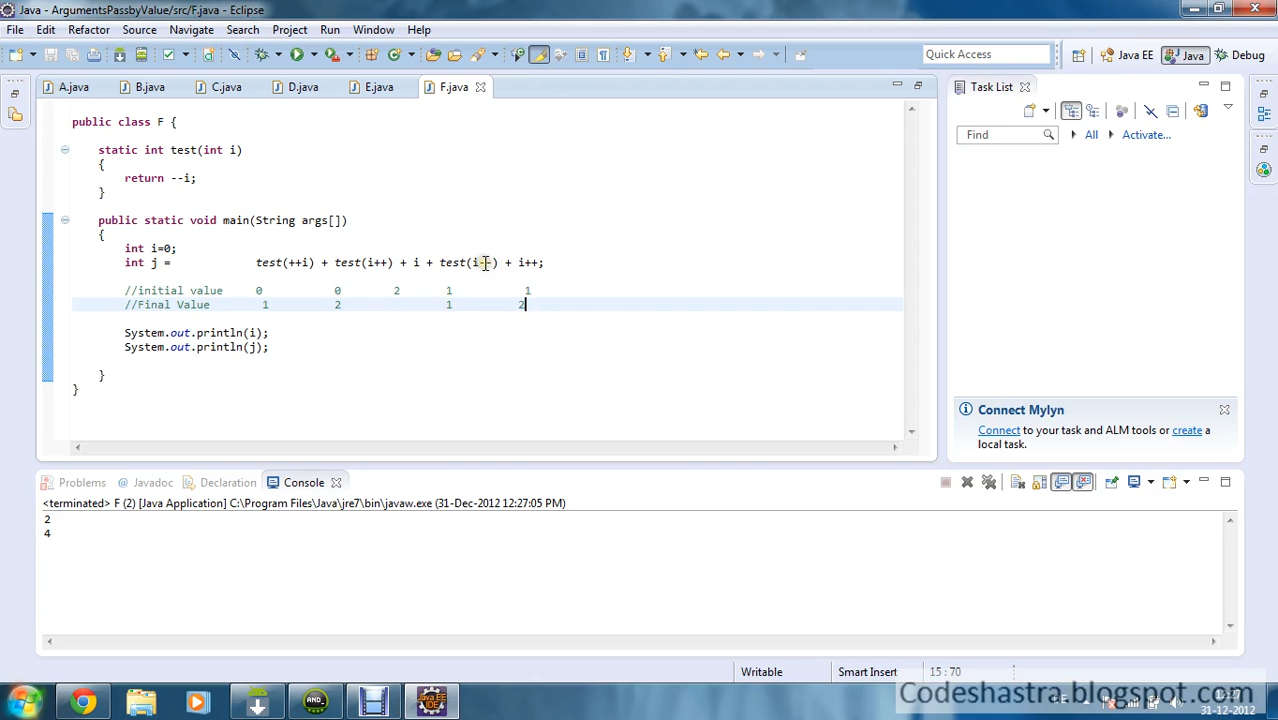 Java - ArgumentsPassbyValue/src/F.java - Eclipse
File Edit Refactor Source Navigate Search Project Run Window Help
Quick Access Java EE Java Debug
A.java B.java C.java D.java E.java F.java
public class F {
static int test(int i)
{
return --i;
}
public static void main(String args[])
{
int i=0;
int j = test(++i) + test(i++) + i + test(i--) + i++;
//initial value 0 0 2 1 1
//Final Value 1 2 1 2
System.out.println(i);
System.out.println(j);
}
}
Task List
Find All Activate...
Connect Mylyn
Connect to your task and ALM tools or create a
local task.
Problems Javadoc Declaration Console
<terminated> F (2) [Java Application] C:\Program Files\Java\jre7\bin\javaw.exe (31-Dec-2012 12:27:05 PM)
2
4
Writable Smart Insert 15 : 70
Codeshastra.blogspot.com
12:27
31-12-2012